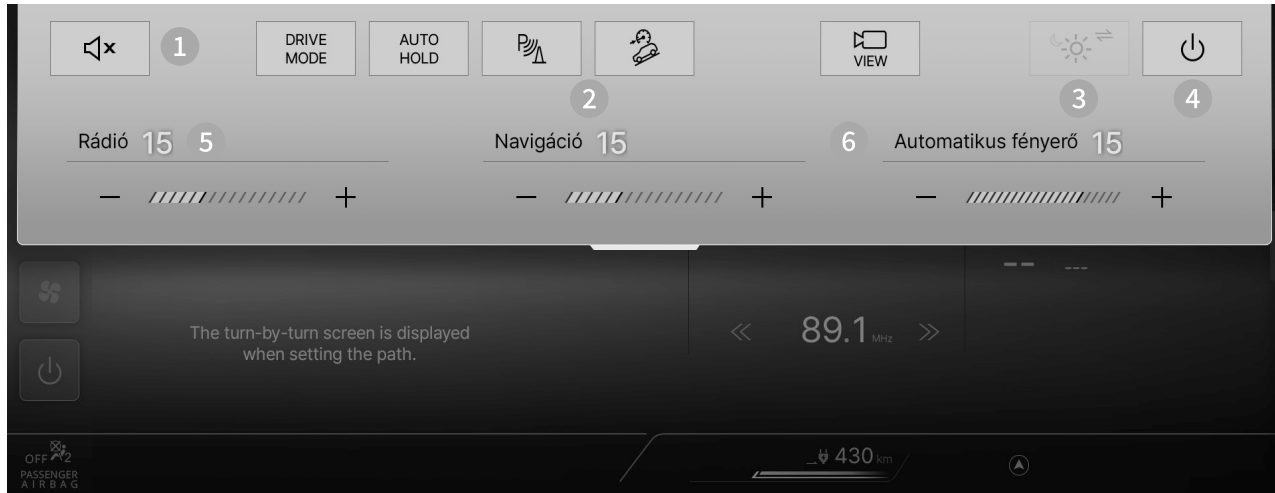 1
DRIVE
MODE
AUTO
HOLD
P
VIEW
2
3
4
Rádió 15 5
Navigáció 15
6 Automatikus fényerő 15
The turn-by-turn screen is displayed
when setting the path.
89.1 MHz
OFF 2
PASSENGER
AIRBAG
430 km